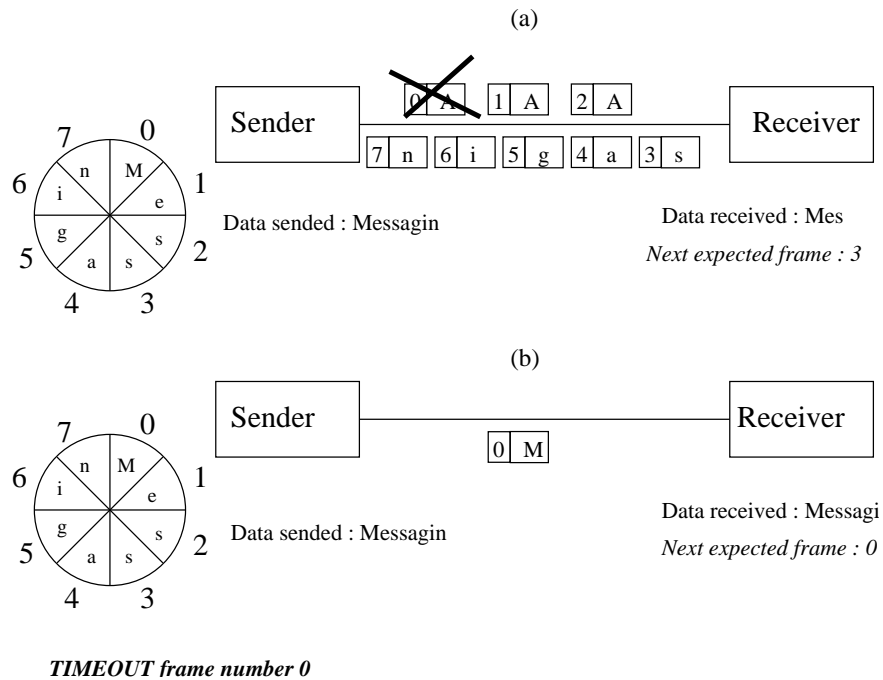 (a)
0 A 1 A 2 A
Sender
Receiver
7 n 6 i 5 g 4 a 3 s
7 0
6 1
5 2
4 3
n M
i e
g s
a s
Data sended : Messagin
Data received : Mes
Next expected frame : 3
(b)
Sender
Receiver
0 M
7 0
6 1
5 2
4 3
n M
i e
g s
a s
Data sended : Messagin
Data received : Messagi
Next expected frame : 0
TIMEOUT frame number 0